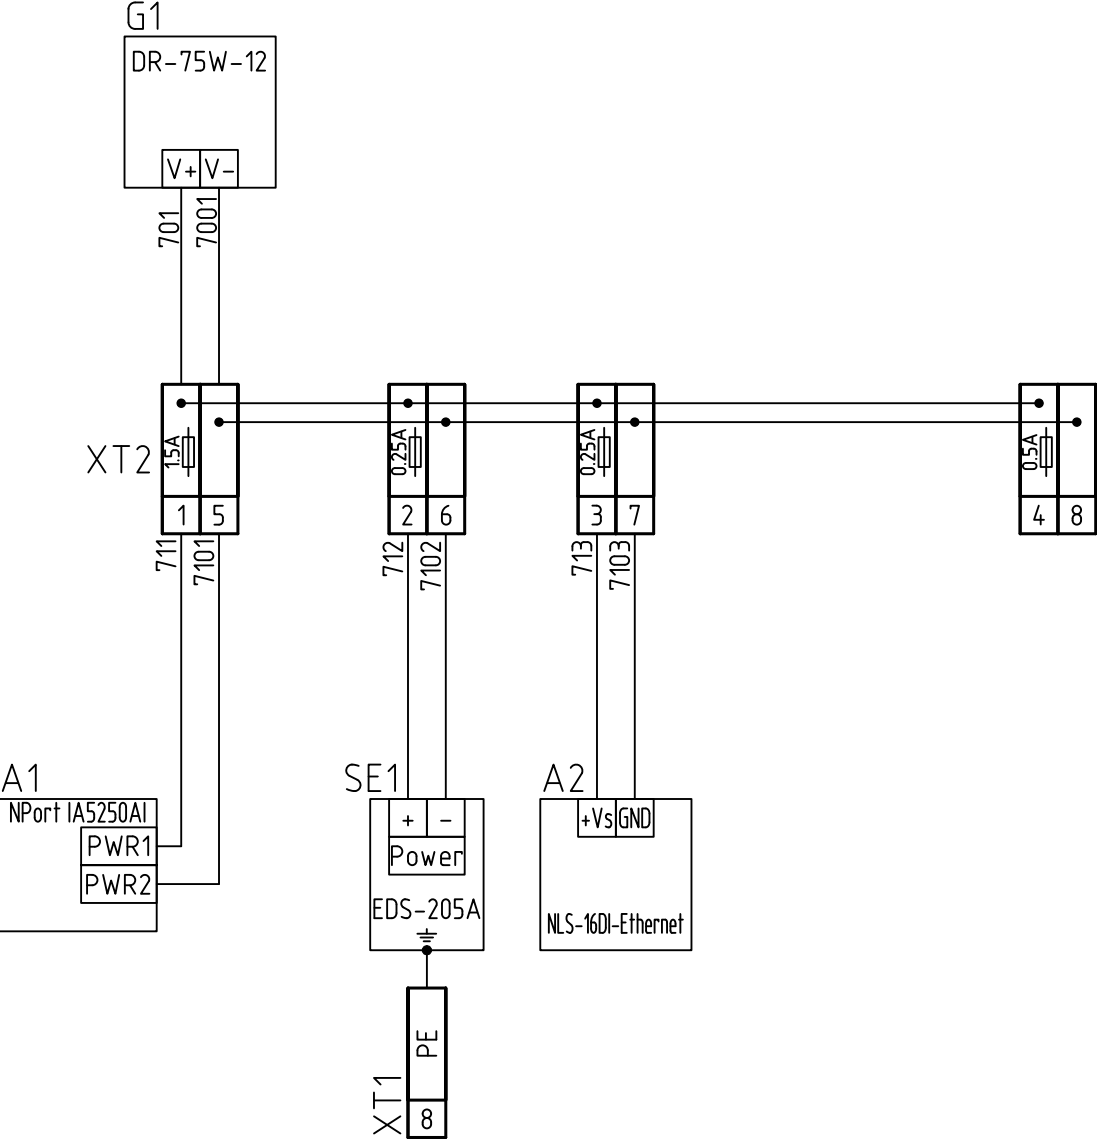 G1
DR-75W-12
V+ V-
701 7001
XT2
1.5A 0.25A 0.25A 0.5A
1 5 2 6 3 7 4 8
711 7101 712 7102 713 7103
A1 SE1 A2
NPort IA5250AI
+ - +Vs GND
PWR1
Power
PWR2
EDS-205A
NLS-16DI-Ethernet
PE
XT1
8